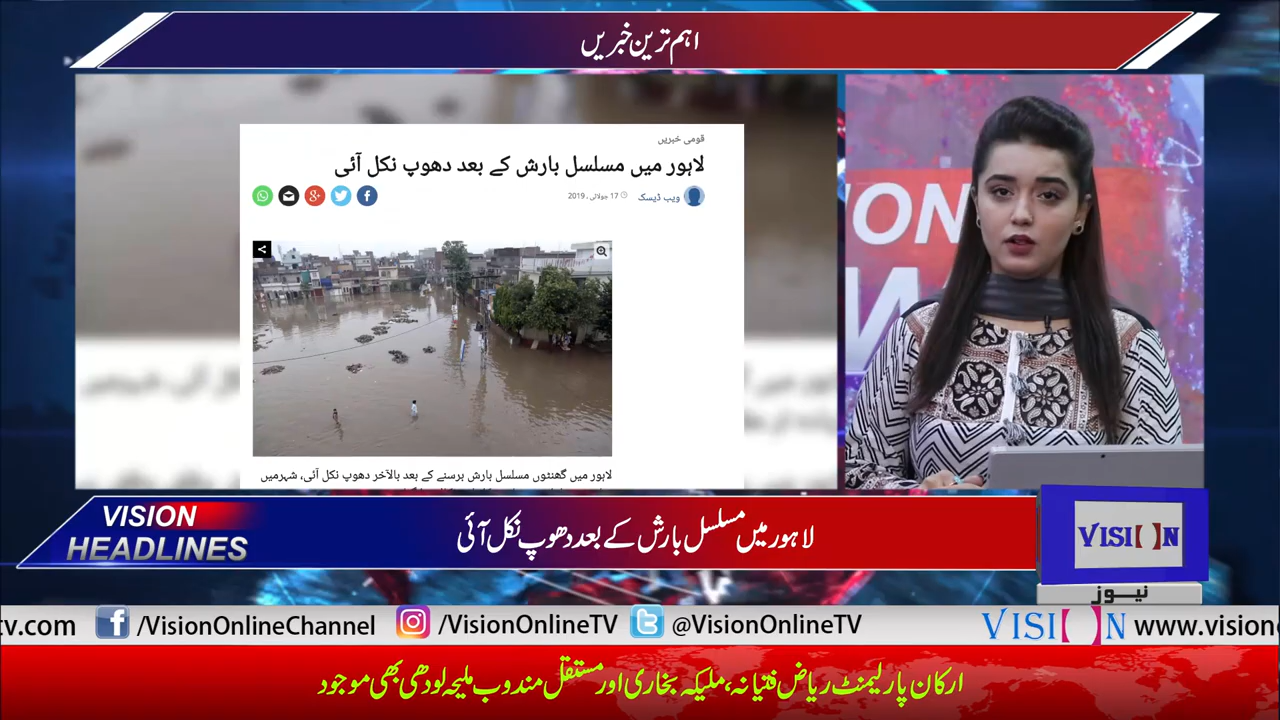 اہم ترین خبریں
قومی خبریں
لاہور میں مسلسل بارش کے بعد دھوپ نکل آئی
ویب ڈیسک
17 جولائی، 2019
لاہور میں گھنٹوں مسلسل بارش برسنے کے بعد بالآخر دھوپ نکل آئی، شہرمیں
ION
VISION
HEADLINES
لاہور میں مسلسل بارش کے بعد دھوپ نکل آئی
VISION
نیوز
tv.com /VisionOnlineChannel /VisionOnlineTV @VisionOnlineTV VISION www.visiono
ارکان پارلیمنٹ ریاض فتیانہ، ملیکہ بخاری اور مستقل مندوب ملیحہ لودھی بھی موجود